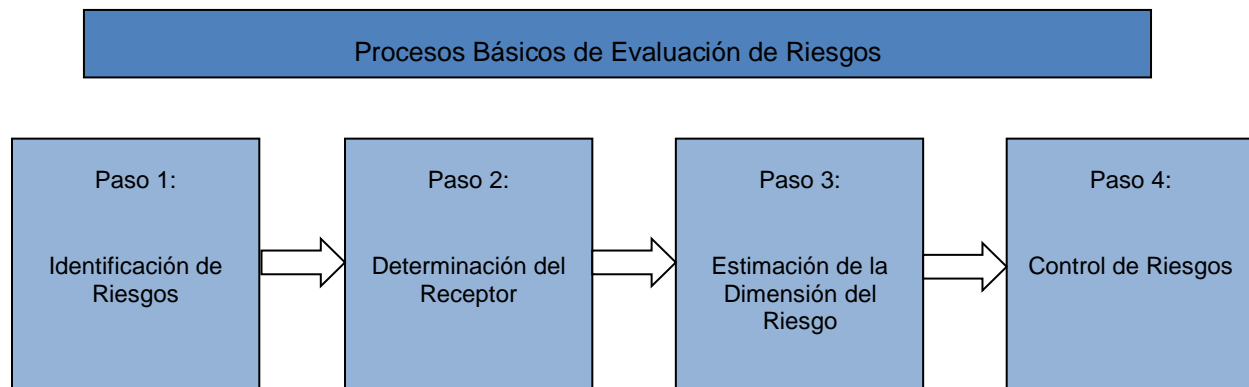 Procesos Básicos de Evaluación de Riesgos
Paso 1:
Identificación de
Riesgos
Paso 2:
Determinación del
Receptor
Paso 3:
Estimación de la
Dimensión del
Riesgo
Paso 4:
Control de Riesgos